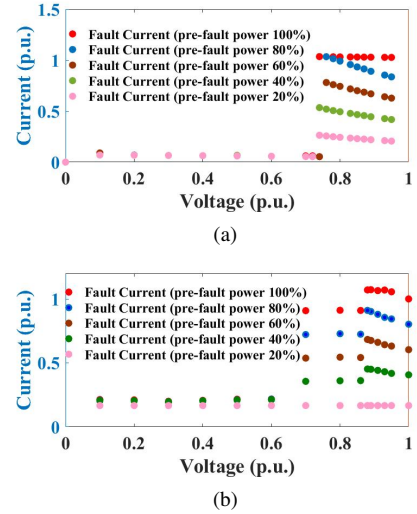 1.5
Fault Current (pre-fault power 100%)
Fault Current (pre-fault power 80%)
1
Fault Current (pre-fault power 60%)
Fault Current (pre-fault power 40%)
0.5
Fault Current (pre-fault power 20%)
0
Current (p.u.)
0 0.2 0.4 0.6 0.8 1
Voltage (p.u.)
(a)
Fault Current (pre-fault power 100%)
1
Fault Current (pre-fault power 80%)
Fault Current (pre-fault power 60%)
Fault Current (pre-fault power 40%)
0.5
Fault Current (pre-fault power 20%)
0
Current (p.u.)
0 0.2 0.4 0.6 0.8 1
Voltage (p.u.)
(b)